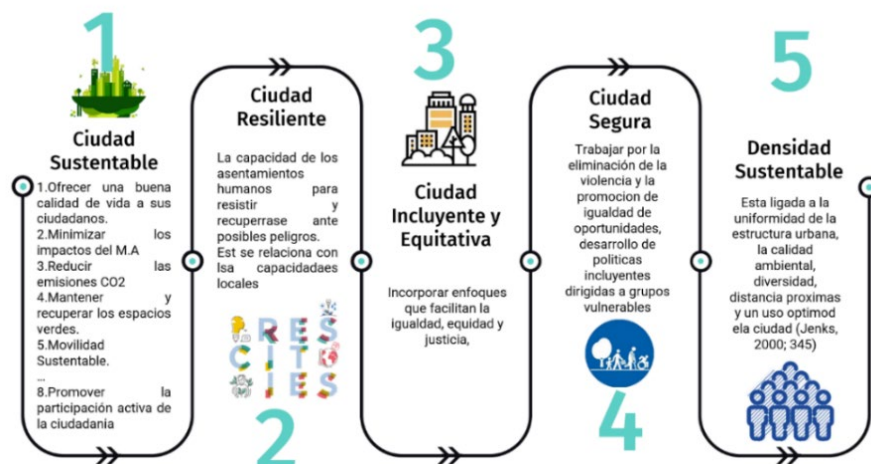 1
Ciudad
Sustentable
1.Ofrecer una buena
calidad de vida a sus
ciudadanos.
2.Minimizar los
impactos del M.A
3.Reducir las
emisiones CO2
4.Mantener y
recuperar los espacios
verdes.
5.Movilidad
Sustentable.
...
8.Promover la
participación activa de
la ciudadania
Ciudad
Resiliente
La capacidad de los
asentamientos
humanos para
resistir y
recuperrase ante
posibles peligros.
Est se relaciona con
lsa capacidadaes
locales
RES
CIT
IES
2
3
Ciudad
Incluyente y
Equitativa
Incorporar enfoques
que facilitan la
igualdad, equidad y
justicia,
Ciudad
Segura
Trabajar por la
eliminación de la
violencia y la
promocion de
igualdad de
oportunidades,
desarrollo de
politicas
incluyentes
dirigidas a grupos
vulnerables
4
5
Densidad
Sustentable
Esta ligada a la
uniformidad de la
estructura urbana,
la calidad
ambiental,
diversidad,
distancia proximas
y un uso optimod
ela ciudad (Jenks,
2000; 345)